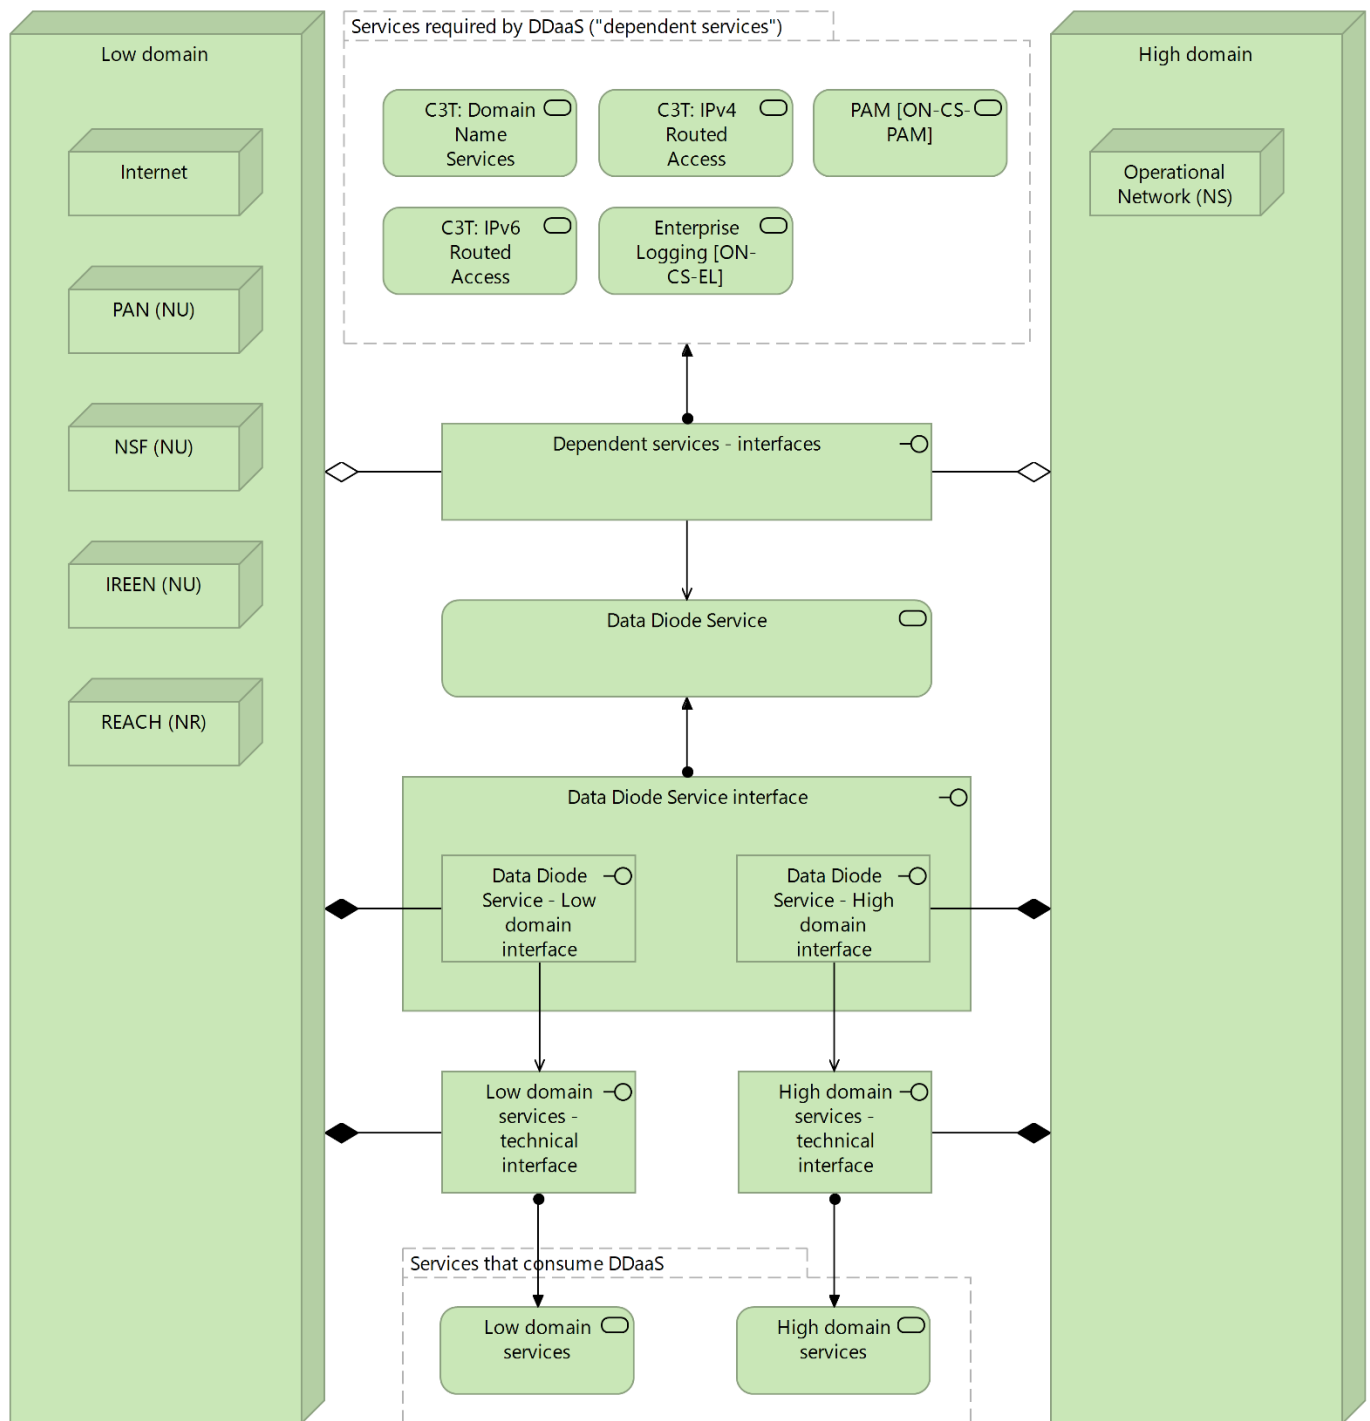 Services required by DDaaS ("dependent services")
Low domain
High domain
C3T: Domain
Name
Services
C3T: IPv4
Routed
Access
PAM [ON-CS-
PAM]
Internet
Operational
Network (NS)
C3T: IPv6
Routed
Access
Enterprise
Logging [ON-
CS-EL]
PAN (NU)
NSF (NU)
Dependent services - interfaces
IREEN (NU)
Data Diode Service
REACH (NR)
Data Diode Service interface
Data Diode
Service - Low
domain
interface
Data Diode
Service - High
domain
interface
Low domain
services -
technical
interface
High domain
services -
technical
interface
Services that consume DDaaS
Low domain
services
High domain
services